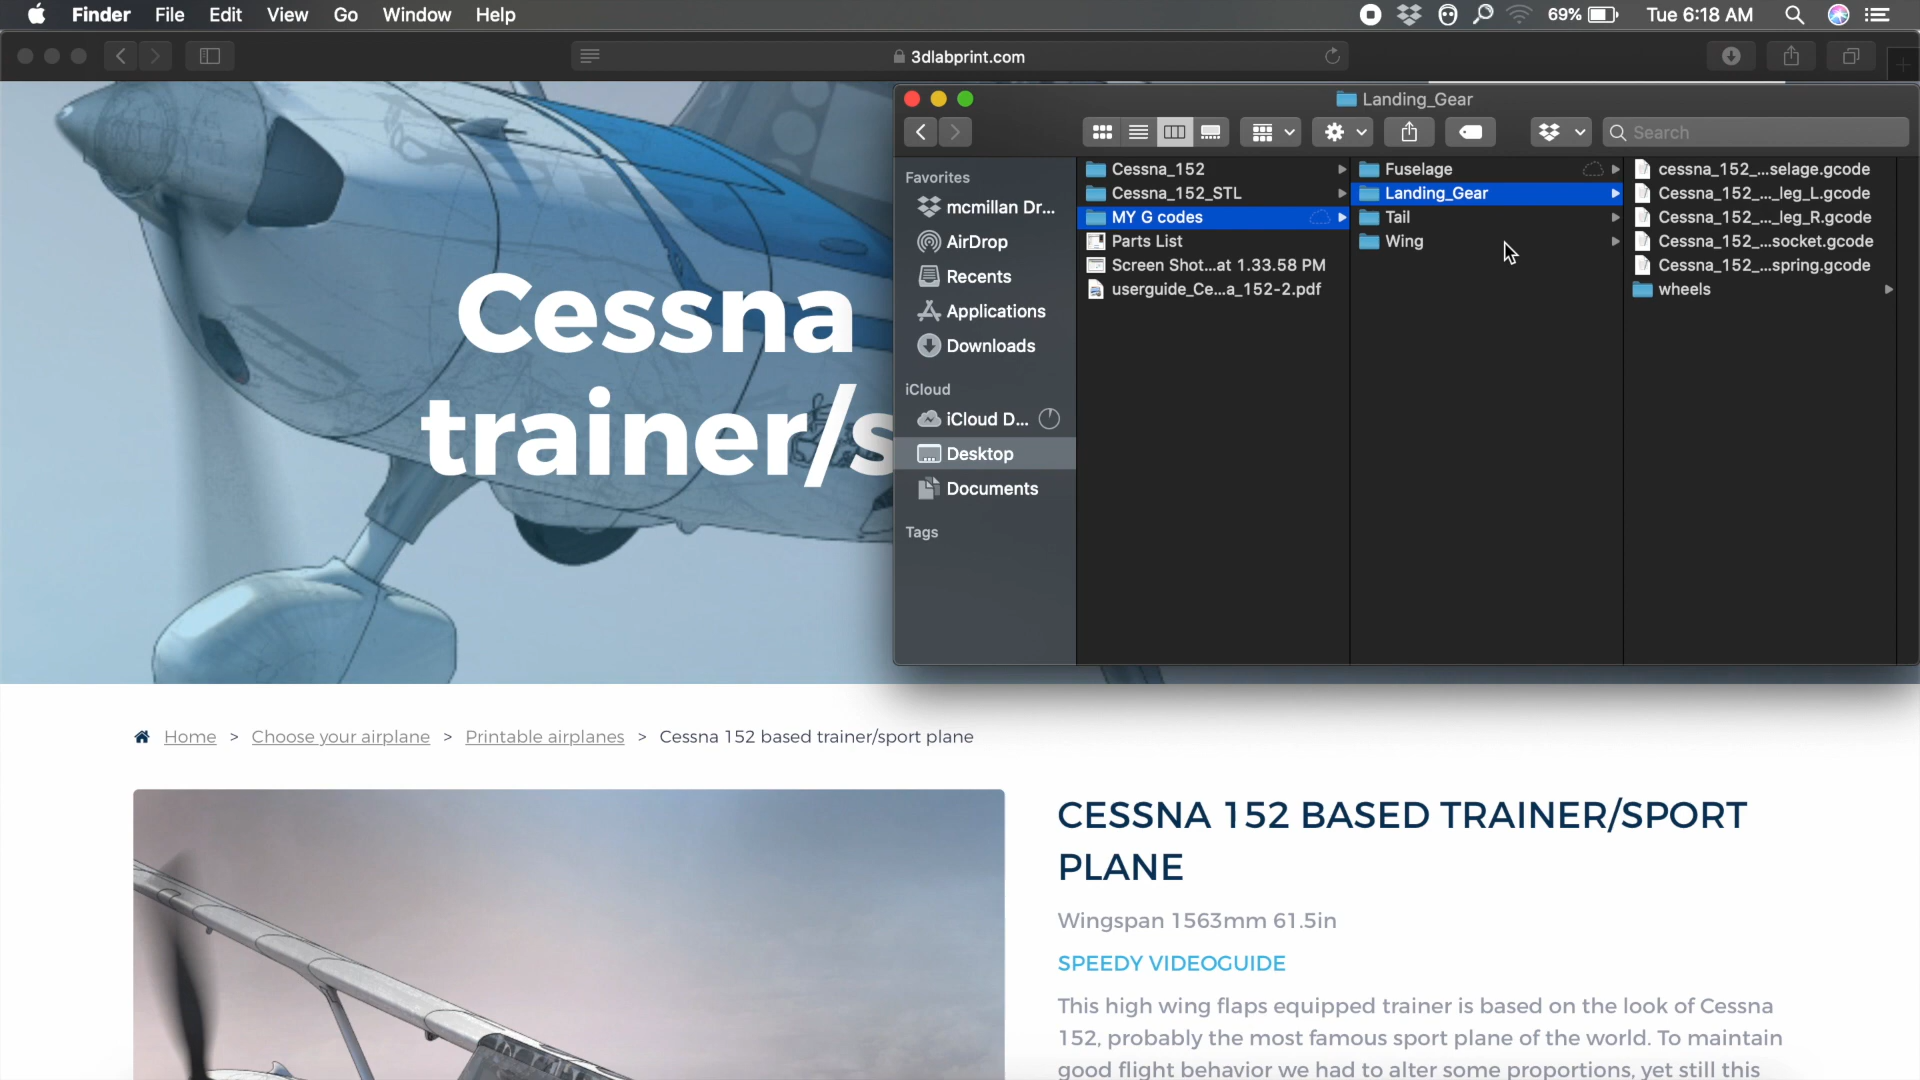 Finder File Edit View Go Window Help
69% Tue 6:18 AM
3dlabprint.com
Landing_Gear
Search
Favorites
mcmillan Dr...
AirDrop
Recents
Applications
Downloads
iCloud
iCloud D...
Desktop
Documents
Tags
Cessna_152
Cessna_152_STL
MY G codes
Parts List
Screen Shot...at 1.33.58 PM
userguide_Ce...a_152-2.pdf
Fuselage
Landing_Gear
Tail
Wing
cessna_152_...selage.gcode
Cessna_152_..._leg_L.gcode
Cessna_152_..._leg_R.gcode
Cessna_152_...socket.gcode
Cessna_152_...spring.gcode
wheels
Cessna
trainer/s
Home > Choose your airplane > Printable airplanes > Cessna 152 based trainer/sport plane
CESSNA 152 BASED TRAINER/SPORT
PLANE
Wingspan 1563mm 61.5in
SPEEDY VIDEOGUIDE
This high wing flaps equipped trainer is based on the look of Cessna
152, probably the most famous sport plane of the world. To maintain
good flight behavior we had to alter some proportions, yet still this